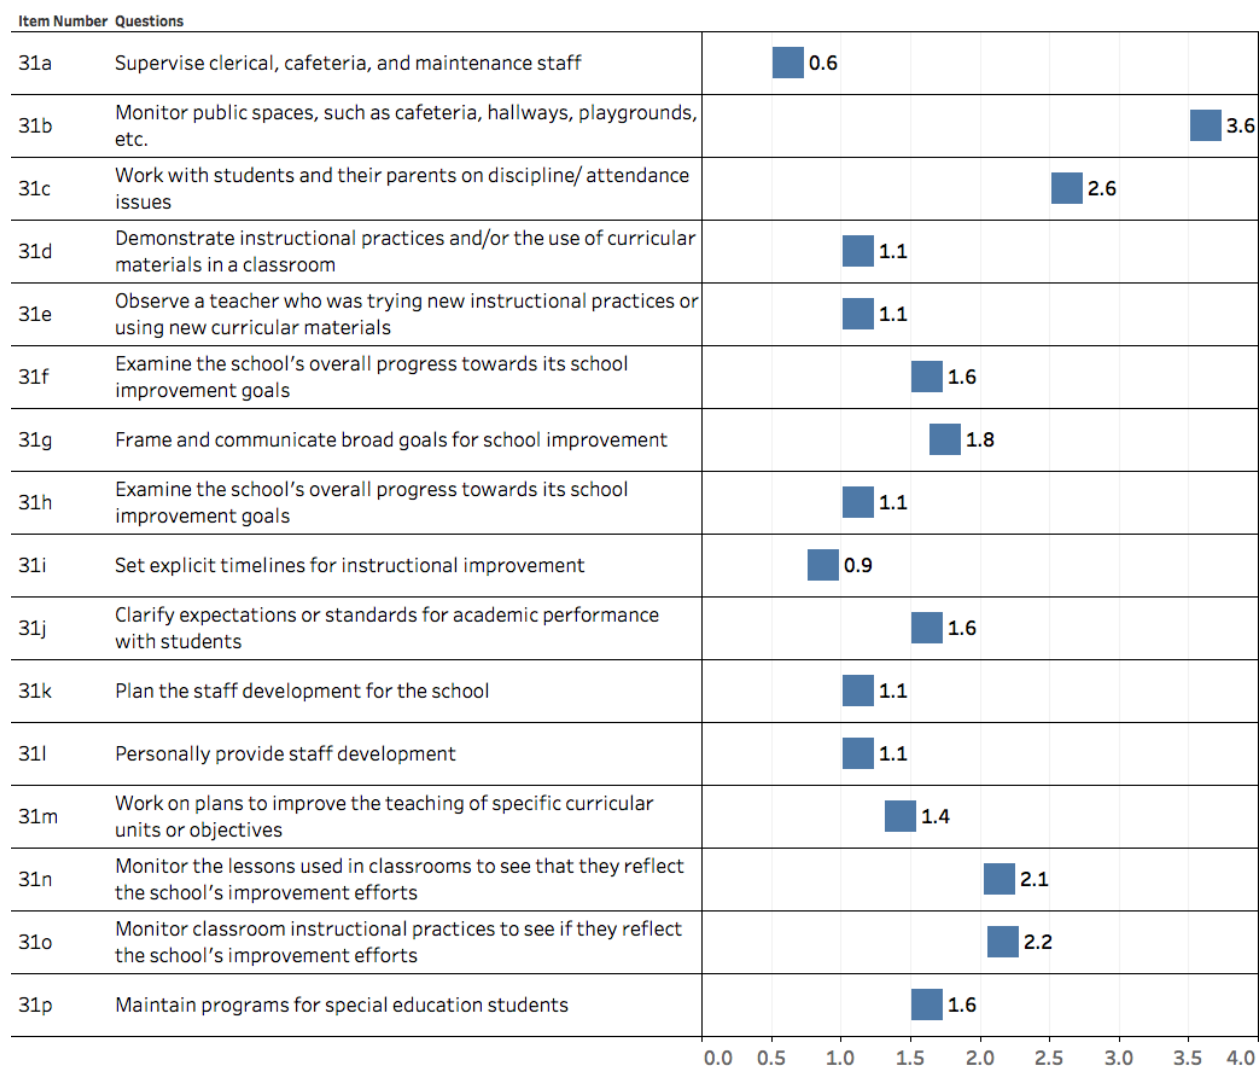 Item Number Questions
31a Supervise clerical, cafeteria, and maintenance staff 0.6
Monitor public spaces, such as cafeteria, hallways, playgrounds,
31b 3.6
etc.
Work with students and their parents on discipline/ attendance
31c 2.6
issues
Demonstrate instructional practices and/or the use of curricular
31d 1.1
materials in a classroom
Observe a teacher who was trying new instructional practices or
31e 1.1
using new curricular materials
Examine the school's overall progress towards its school
31f 1.6
improvement goals
31g Frame and communicate broad goals for school improvement 1.8
Examine the school's overall progress towards its school
31h 1.1
improvement goals
31i Set explicit timelines for instructional improvement 0.9
Clarify expectations or standards for academic performance
31j 1.6
with students
31k Plan the staff development for the school 1.1
31l Personally provide staff development 1.1
Work on plans to improve the teaching of specific curricular
31m 1.4
units or objectives
Monitor the lessons used in classrooms to see that they reflect
31n 2.1
the school's improvement efforts
Monitor classroom instructional practices to see if they reflect
31o 2.2
the school's improvement efforts
31p Maintain programs for special education students 1.6
0.0 0.5 1.0 1.5 2.0 2.5 3.0 3.5 4.0